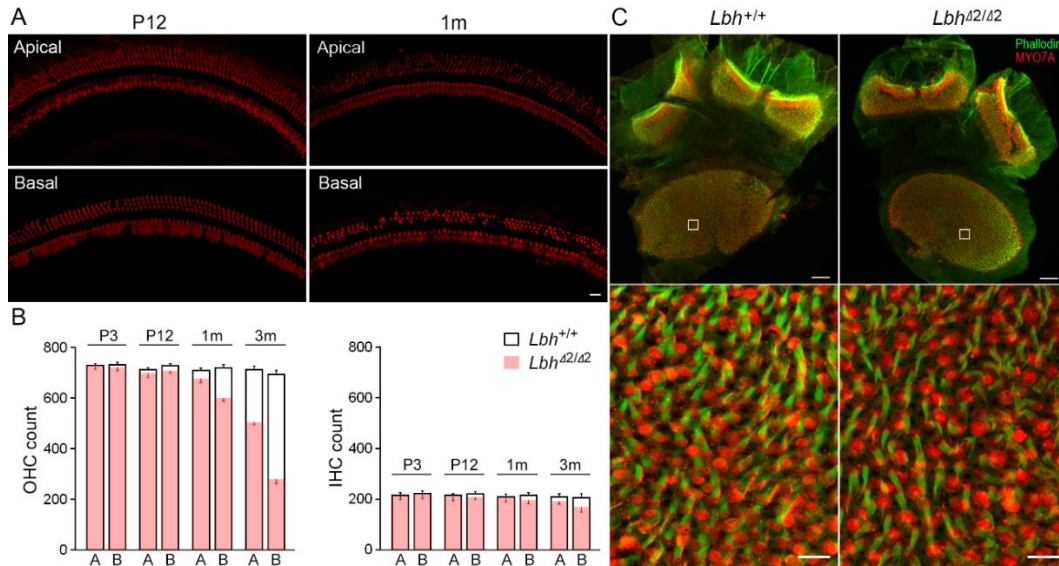 A
P12
1m
Apical
Apical
Basal
Basal
B
P3 P12 1m 3m
800
600
400
200
0
OHC count
A B A B A B A B
Lbh+/+
LbhΔ2/Δ2
P3 P12 1m 3m
800
600
400
200
0
IHC count
A B A B A B A B
C
Lbh+/+
LbhΔ2/Δ2
Phallodin
MYO7A